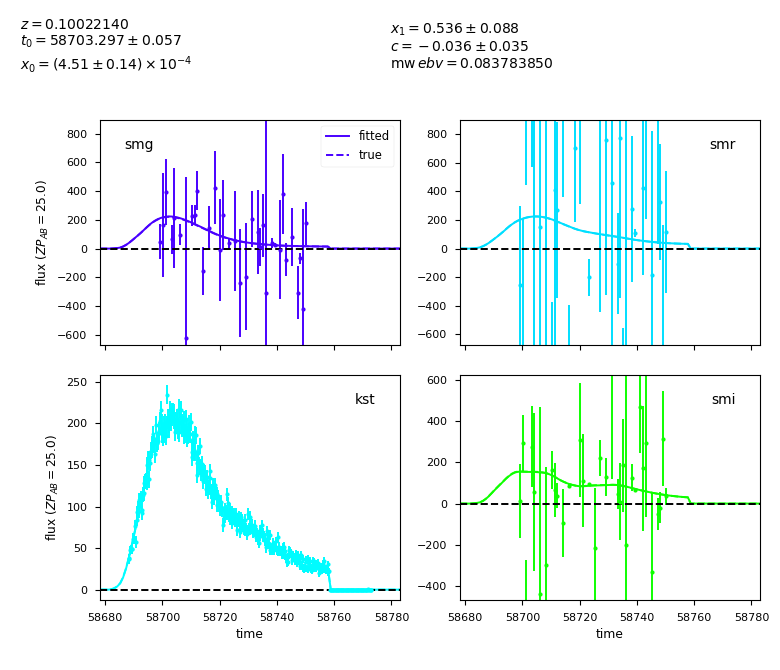 z = 0.10022140
t₀ = 58703.297 ± 0.057
x₀ = (4.51 ± 0.14) × 10⁻⁴
x₁ = 0.536 ± 0.088
c = −0.036 ± 0.035
mw ebv = 0.083783850
smg
fitted
true
800
600
400
200
0
−200
−400
−600
flux (ZP_AB = 25.0)
smr
800
600
400
200
0
−200
−400
−600
kst
250
200
150
100
50
0
flux (ZP_AB = 25.0)
58680 58700 58720 58740 58760 58780
time
smi
600
400
200
0
−200
−400
58680 58700 58720 58740 58760 58780
time